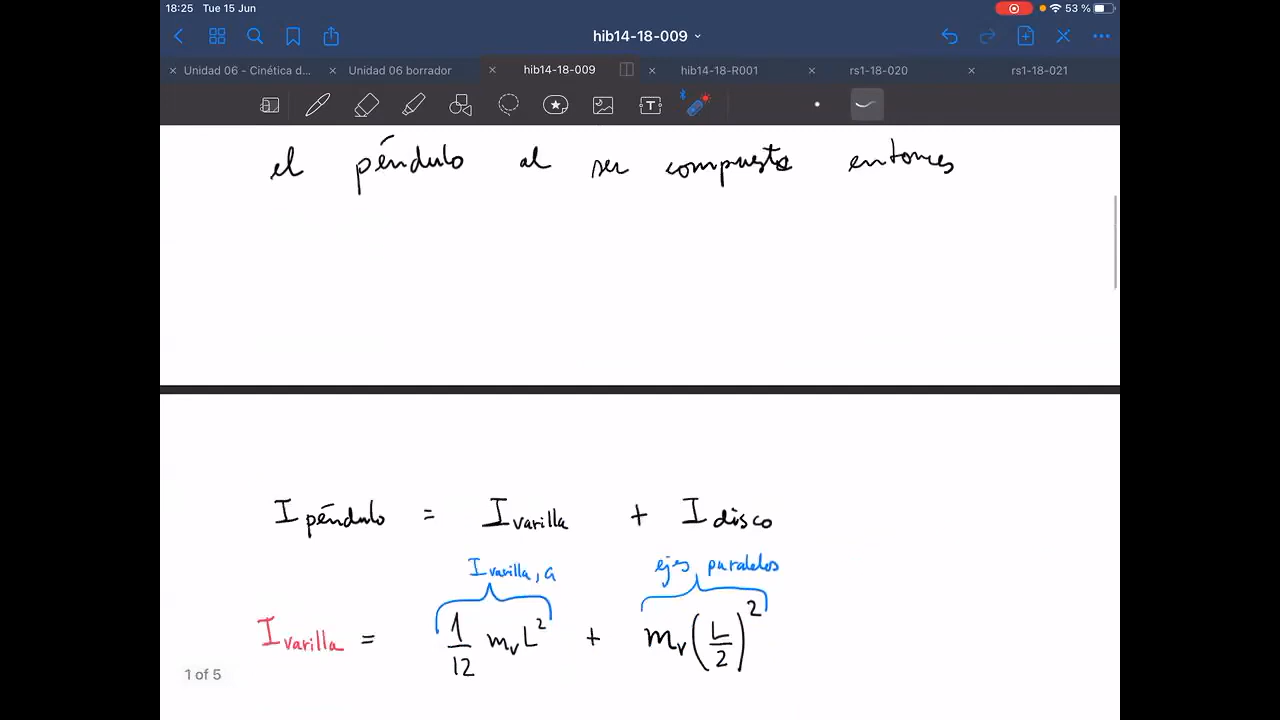 18:25 Tue 15 Jun 53 %
hib14-18-009
Unidad 06 - Cinética d... Unidad 06 borrador hib14-18-009 hib14-18-R001 rs1-18-020 rs1-18-021
el péndulo al ser compuesto entonces
I péndulo = I varilla + I disco
I varilla, G ejes paralelos
I varilla = 1/12 m_v L² + m_v (L/2)²
1 of 5